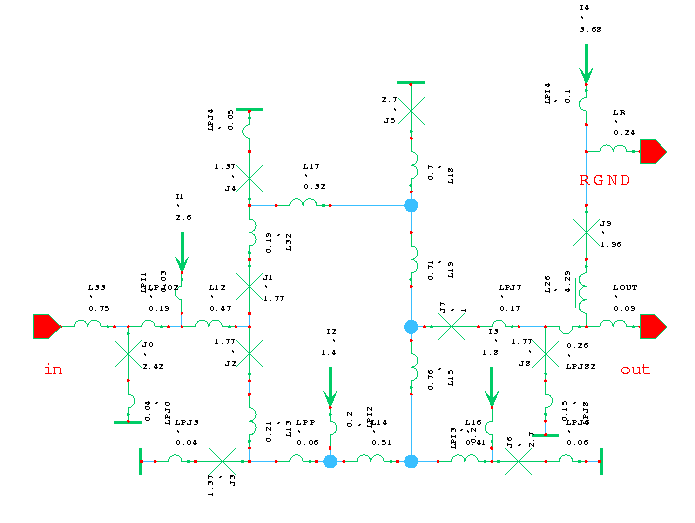 I4
3.68
LPI4
0.1
LR
0.24
RGND
2.7
J5
LPJ4
0.05
1.37
J4
L17
0.32
0.7
L18
I1
2.6
0.19
L32
J9
1.96
0.71
L19
L26
4.29
J1
1.77
L33
0.75
LPI1
0.03
LPJ02
0.19
L12
0.47
J7
1
LPJ7
0.17
LOUT
0.09
in
J0
2.42
1.77
J2
I2
1.4
I3
1.8
1.77
J8
0.26
LPJ82
out
0.76
L15
0.04
LPJ0
0.15
LPJ8
LPJ3
0.04
0.21
L13
LPP
0.06
0.2
LPI2
L14
0.51
LPI3
L16
0.41
J6
2.7
LPJ6
0.06
1.37
J3